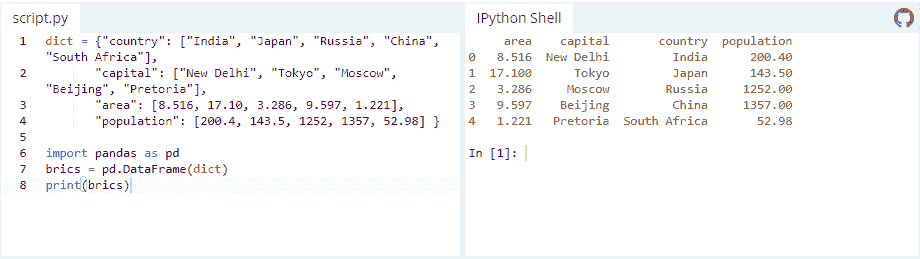 script.py
1 dict = {"country": ["India", "Japan", "Russia", "China",
"South Africa"],
2 "capital": ["New Delhi", "Tokyo", "Moscow",
"Beijing", "Pretoria"],
3 "area": [8.516, 17.10, 3.286, 9.597, 1.221],
4 "population": [200.4, 143.5, 1252, 1357, 52.98] }
5
6 import pandas as pd
7 brics = pd.DataFrame(dict)
8 print(brics)
IPython Shell
area capital country population
0 8.516 New Delhi India 200.40
1 17.100 Tokyo Japan 143.50
2 3.286 Moscow Russia 1252.00
3 9.597 Beijing China 1357.00
4 1.221 Pretoria South Africa 52.98
In [1]: